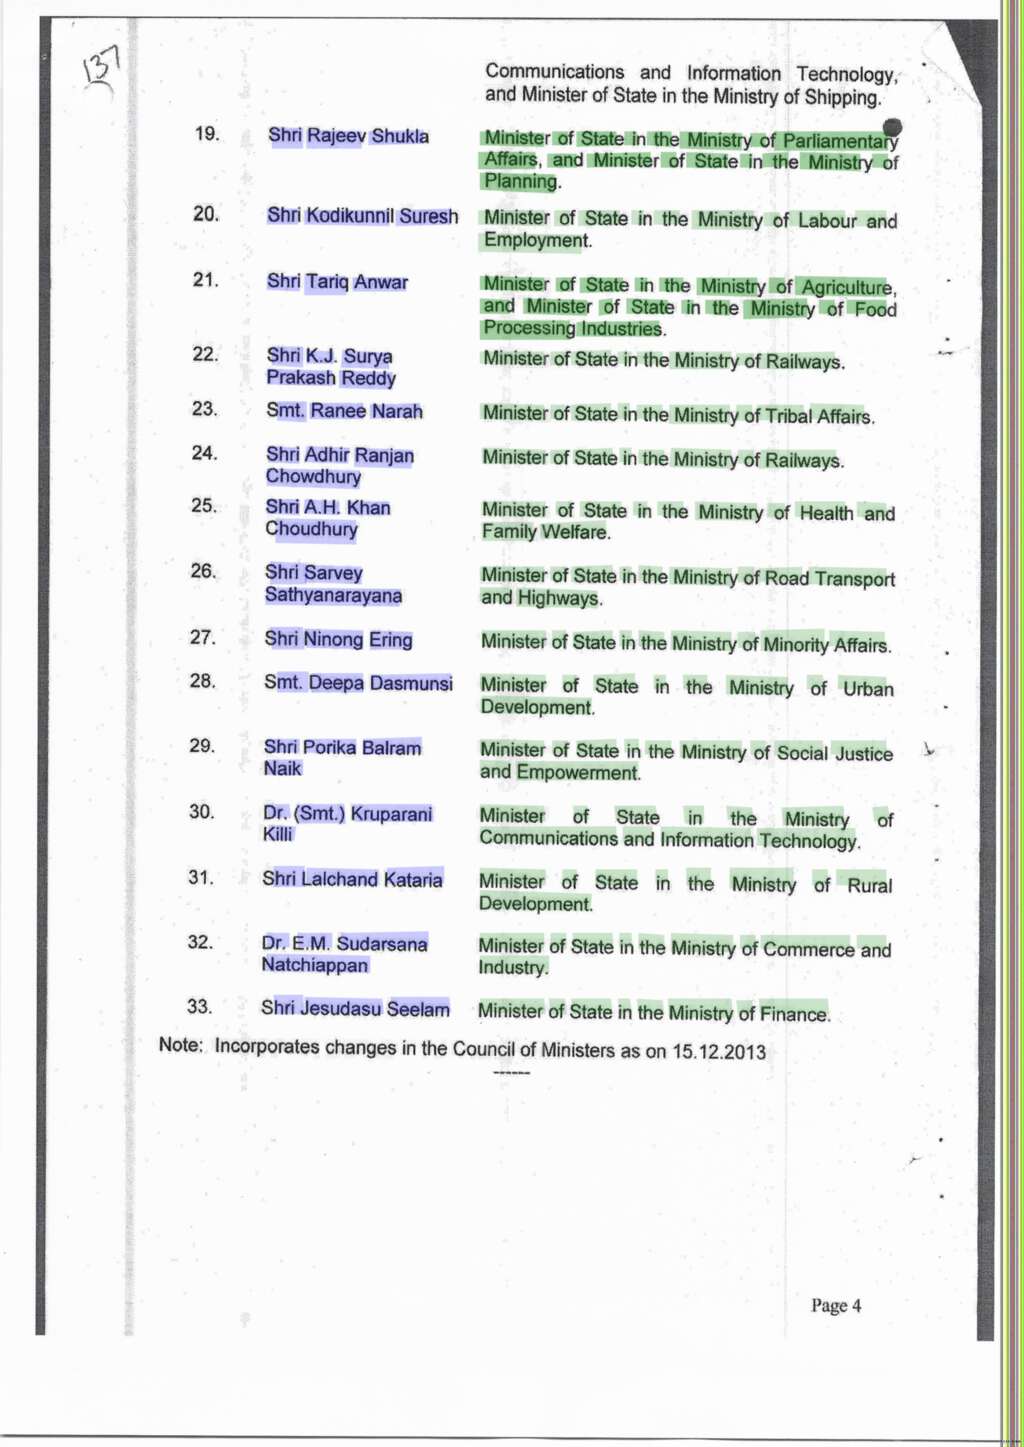 137
Communications and Information Technology,
and Minister of State in the Ministry of Shipping.
19. Shri Rajeev Shukla Minister of State in the Ministry of Parliamentary
Affairs, and Minister of State in the Ministry of
Planning.
20. Shri Kodikunnil Suresh Minister of State in the Ministry of Labour and
Employment.
21. Shri Tariq Anwar Minister of State in the Ministry of Agriculture,
and Minister of State in the Ministry of Food
Processing Industries.
22. Shri K.J. Surya Minister of State in the Ministry of Railways.
Prakash Reddy
23. Smt. Ranee Narah Minister of State in the Ministry of Tribal Affairs.
24. Shri Adhir Ranjan Minister of State in the Ministry of Railways.
Chowdhury
25. Shri A.H. Khan Minister of State in the Ministry of Health and
Choudhury Family Welfare.
26. Shri Sarvey Minister of State in the Ministry of Road Transport
Sathyanarayana and Highways.
27. Shri Ninong Ering Minister of State in the Ministry of Minority Affairs.
28. Smt. Deepa Dasmunsi Minister of State in the Ministry of Urban
Development.
29. Shri Porika Balram Minister of State in the Ministry of Social Justice
Naik and Empowerment.
30. Dr. (Smt.) Kruparani Minister of State in the Ministry of
Killi Communications and Information Technology.
31. Shri Lalchand Kataria Minister of State in the Ministry of Rural
Development.
32. Dr. E.M. Sudarsana Minister of State in the Ministry of Commerce and
Natchiappan Industry.
33. Shri Jesudasu Seelam Minister of State in the Ministry of Finance.
Note: Incorporates changes in the Council of Ministers as on 15.12.2013
------
Page 4